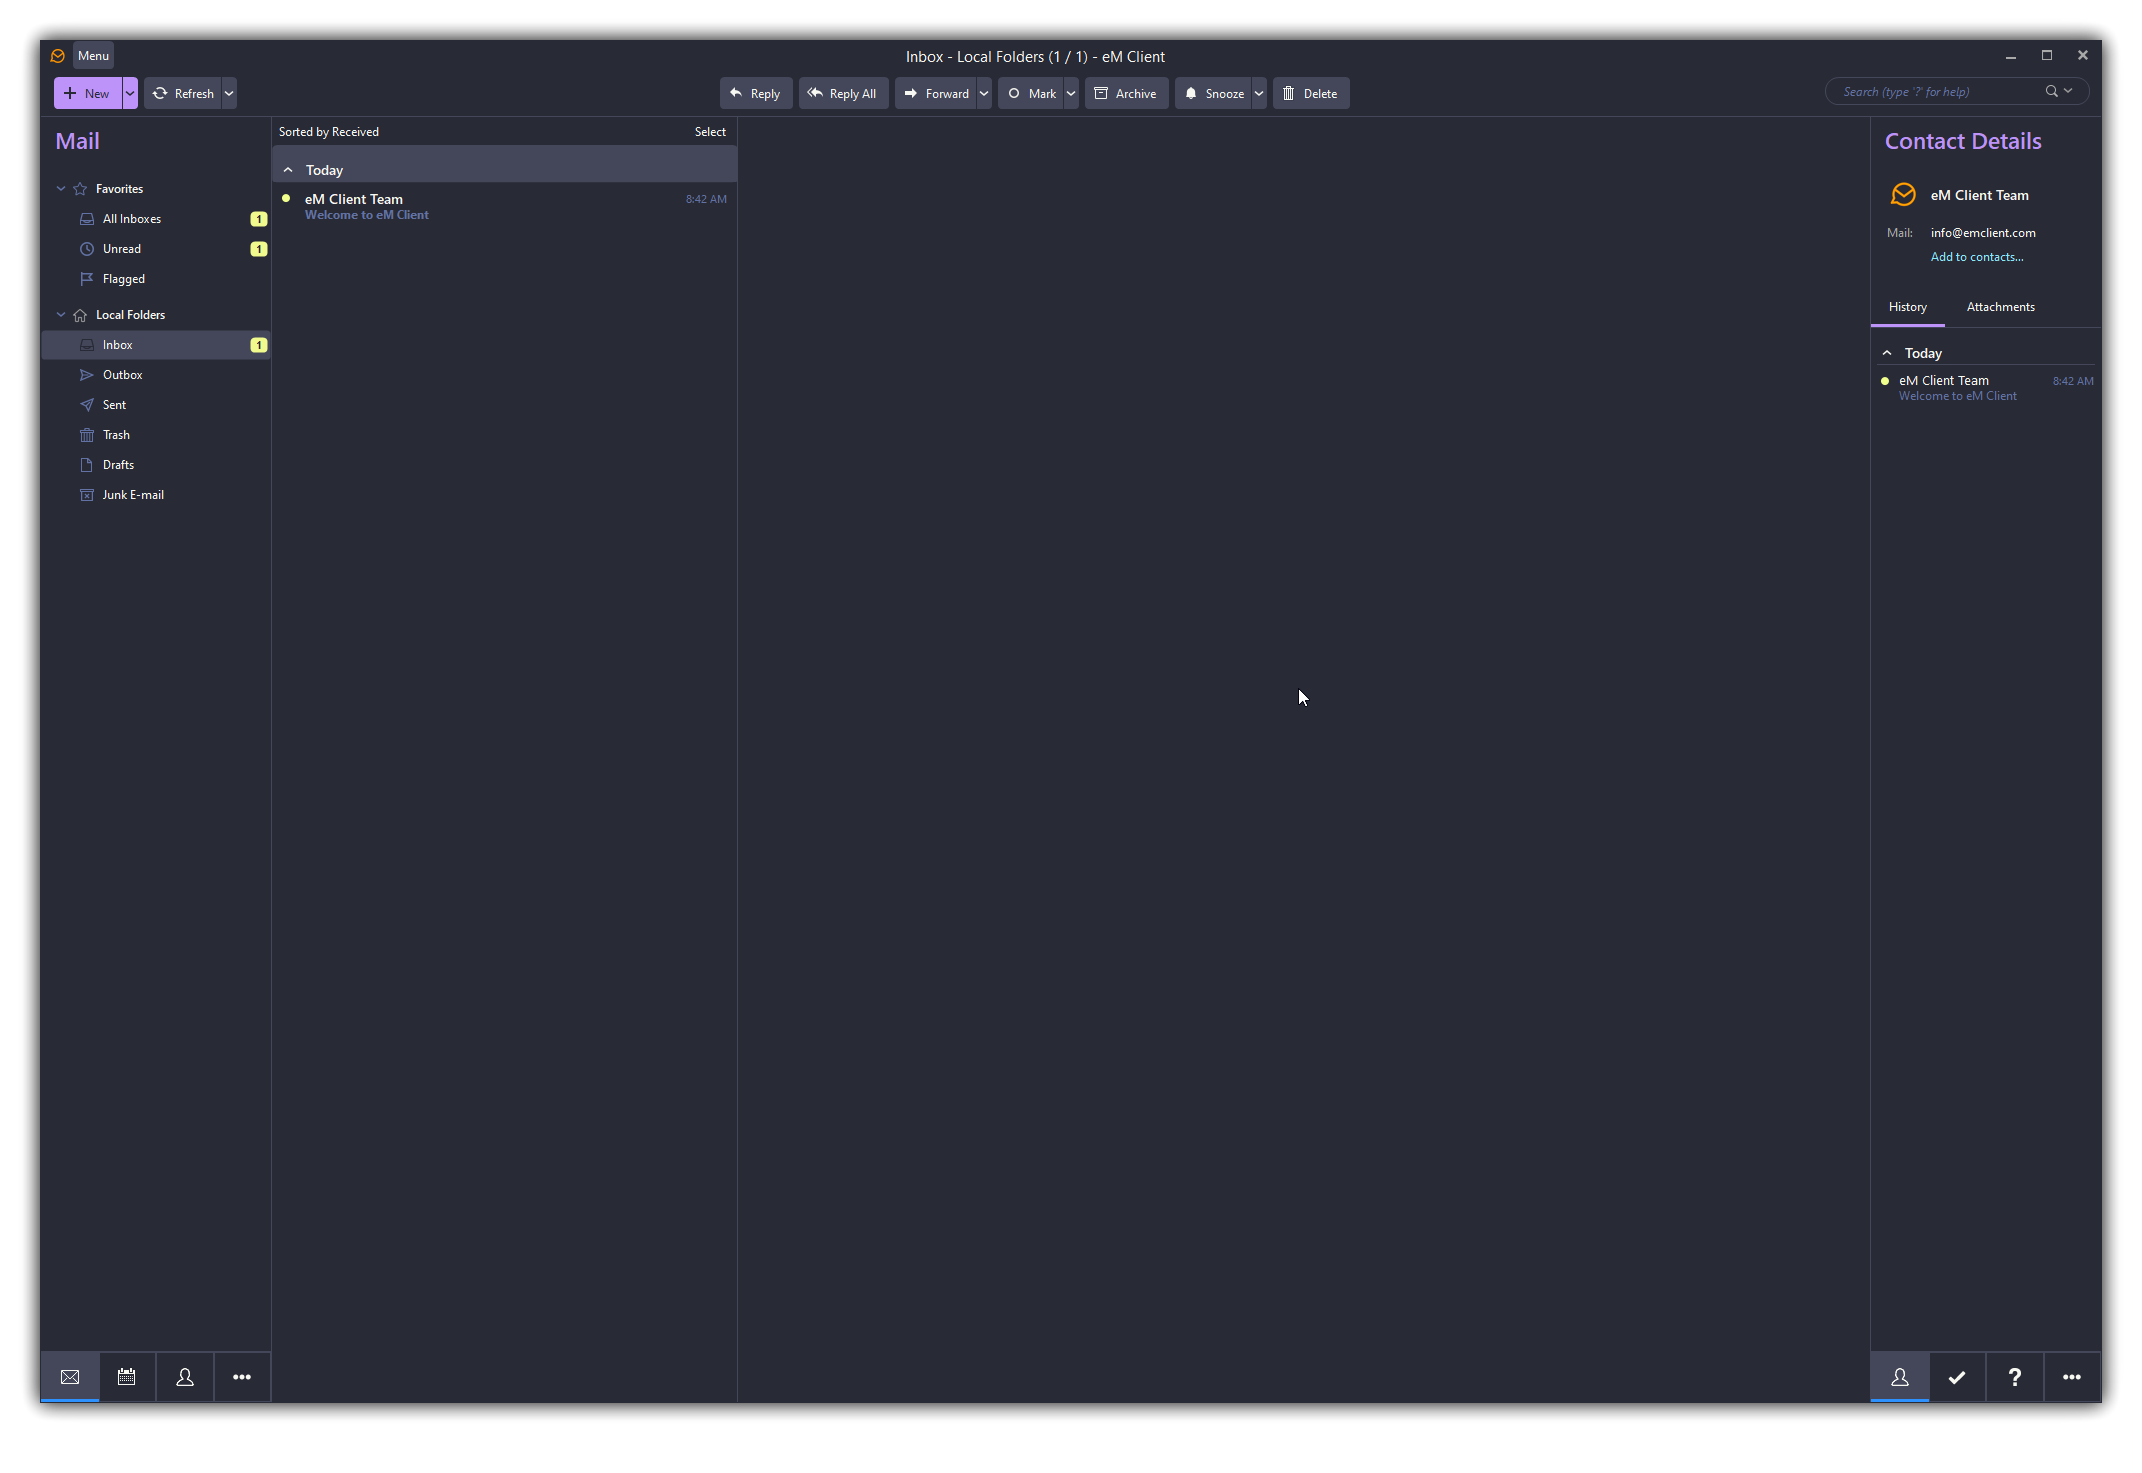 Menu
Inbox - Local Folders (1 / 1) - eM Client
New
Refresh
Reply
Reply All
Forward
Mark
Archive
Snooze
Delete
Search (type '?' for help)
Mail
Favorites
All Inboxes 1
Unread 1
Flagged
Local Folders
Inbox 1
Outbox
Sent
Trash
Drafts
Junk E-mail
Sorted by Received Select
Today
eM Client Team 8:42 AM
Welcome to eM Client
Contact Details
eM Client Team
Mail: info@emclient.com
Add to contacts...
History Attachments
Today
eM Client Team 8:42 AM
Welcome to eM Client